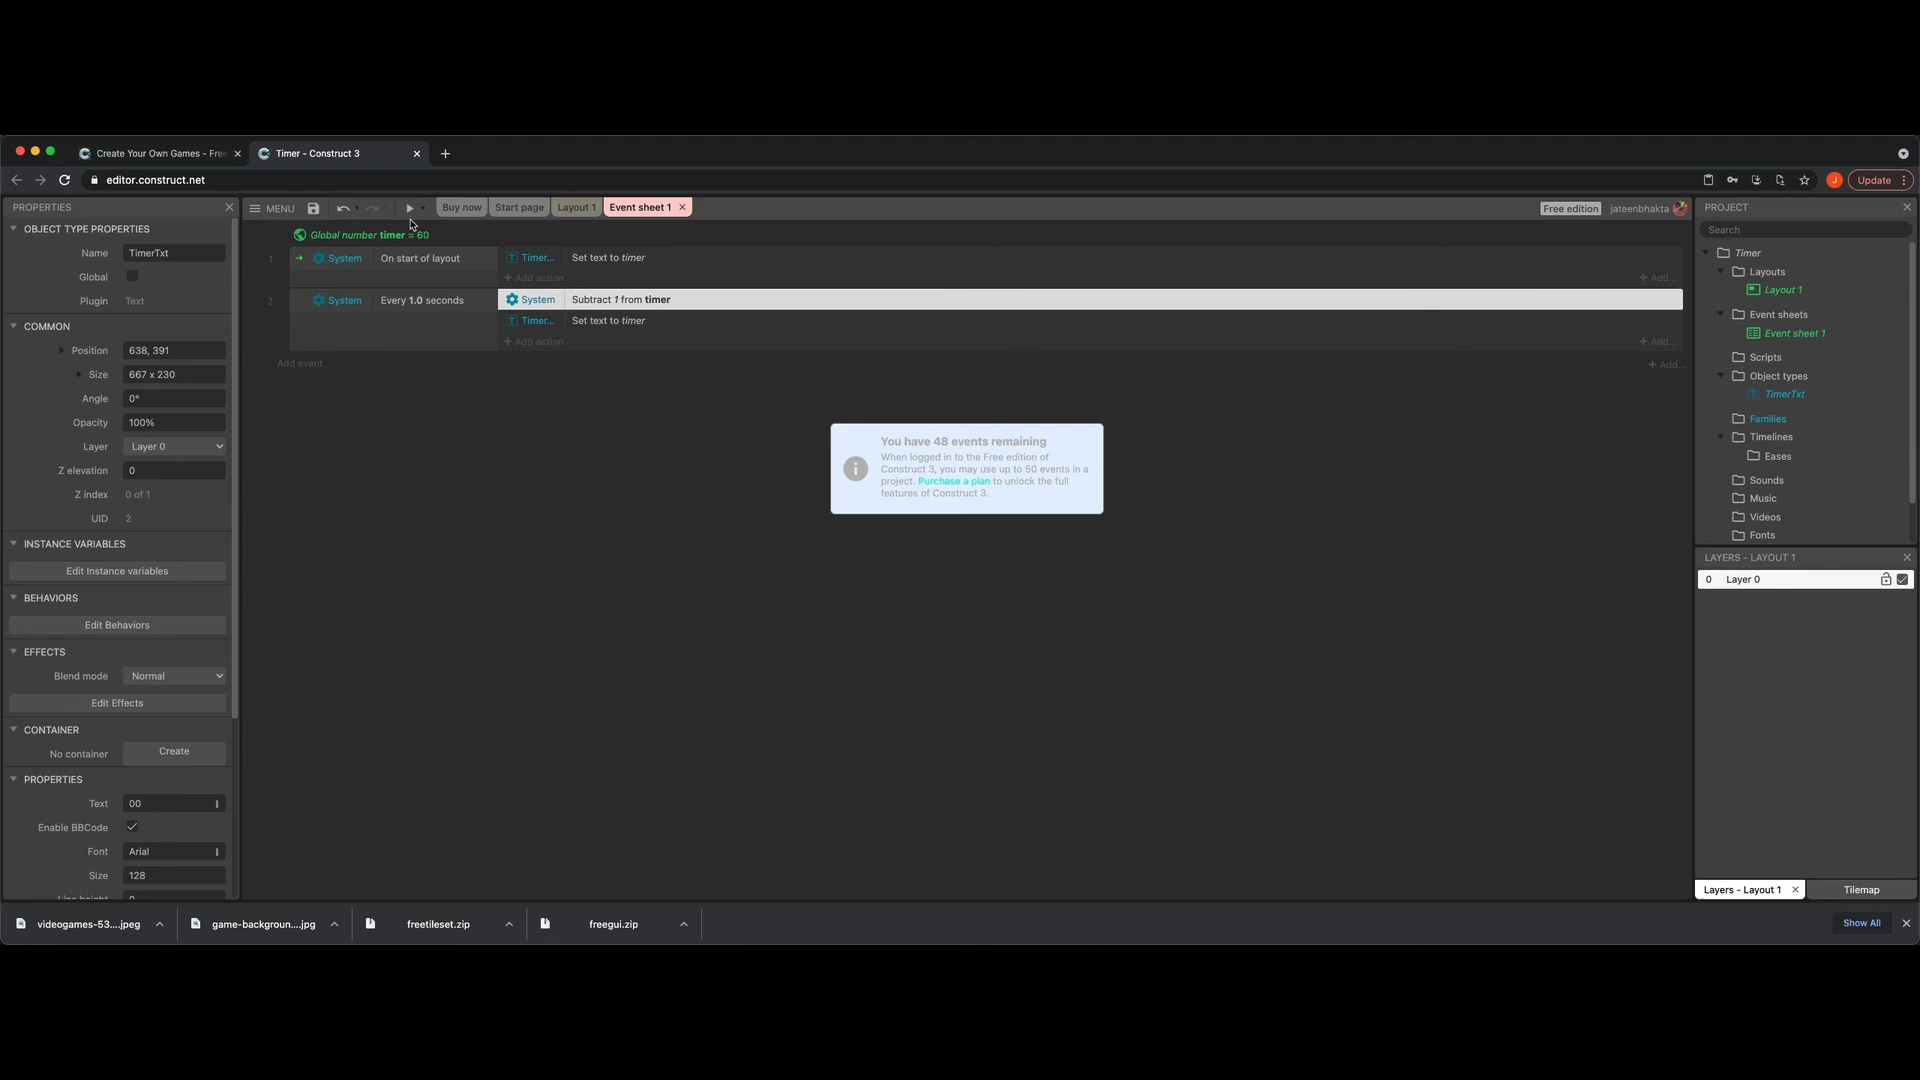 Create Your Own Games - Free
Timer - Construct 3
editor.construct.net
J
Update
PROPERTIES
MENU
Buy now
Start page
Layout 1
Event sheet 1
Free edition
jateenbhakta
PROJECT
OBJECT TYPE PROPERTIES
Name
TimerTxt
Global
Plugin
Text
COMMON
Position
638, 391
Size
667 x 230
Angle
0°
Opacity
100%
Layer
Layer 0
Z elevation
0
Z index
0 of 1
UID
2
INSTANCE VARIABLES
Edit Instance variables
BEHAVIORS
Edit Behaviors
EFFECTS
Blend mode
Normal
Edit Effects
CONTAINER
No container
Create
PROPERTIES
Text
00
Enable BBCode
Font
Arial
Size
128
Line height
0
Global number timer = 60
1
System
On start of layout
Timer...
Set text to timer
+ Add action
+ Add...
2
System
Every 1.0 seconds
System
Subtract 1 from timer
Timer...
Set text to timer
+ Add action
+ Add...
Add event
+ Add...
You have 48 events remaining
When logged in to the Free edition of
Construct 3, you may use up to 50 events in a
project. Purchase a plan to unlock the full
features of Construct 3.
Search
Timer
Layouts
Layout 1
Event sheets
Event sheet 1
Scripts
Object types
TimerTxt
Families
Timelines
Eases
Sounds
Music
Videos
Fonts
LAYERS - LAYOUT 1
0
Layer 0
Layers - Layout 1
Tilemap
videogames-53....jpeg
game-backgroun....jpg
freetileset.zip
freegui.zip
Show All